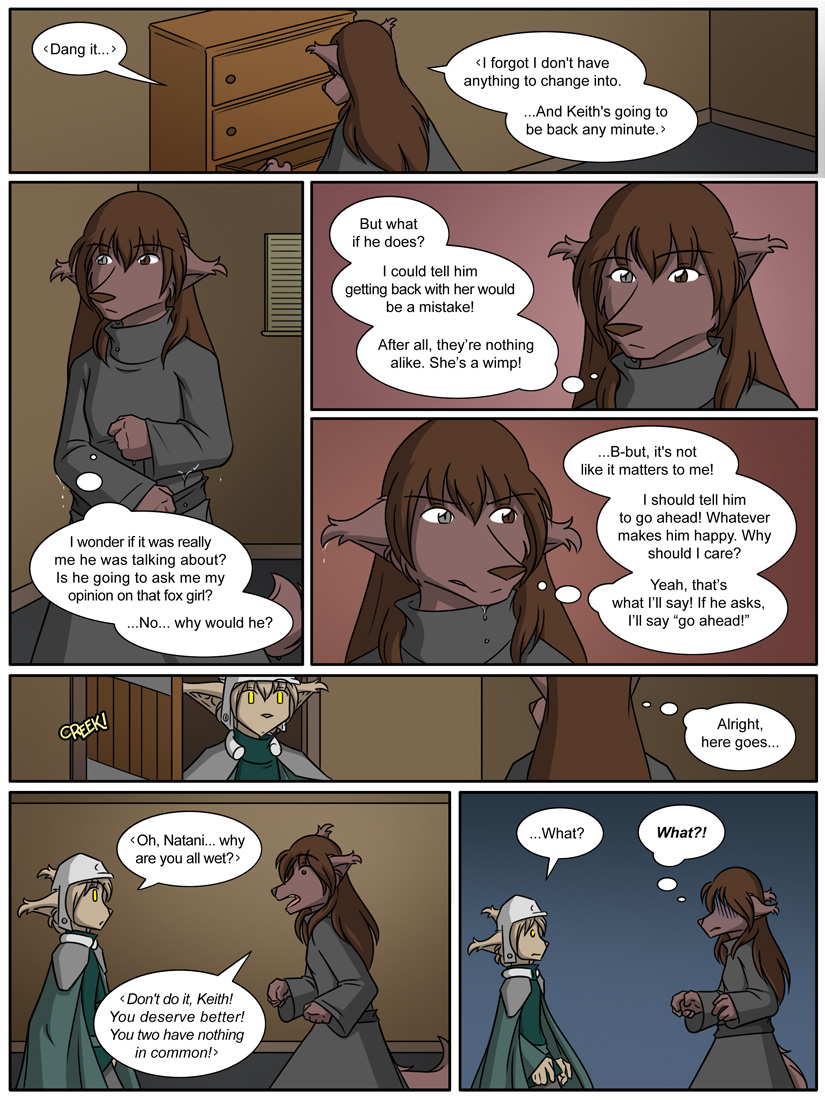 ‹Dang it...›
‹I forgot I don't have
anything to change into.
...And Keith's going to
be back any minute.›
I wonder if it was really
me he was talking about?
Is he going to ask me my
opinion on that fox girl?
...No... why would he?
But what
if he does?
I could tell him
getting back with her would
be a mistake!
After all, they’re nothing
alike. She’s a wimp!
...B-but, it's not
like it matters to me!
I should tell him
to go ahead! Whatever
makes him happy. Why
should I care?
Yeah, that’s
what I’ll say! If he asks,
I’ll say “go ahead!”
CREEK!
Alright,
here goes...
‹Oh, Natani... why
are you all wet?›
‹Don't do it, Keith!
You deserve better!
You two have nothing
in common!›
...What?
What?!